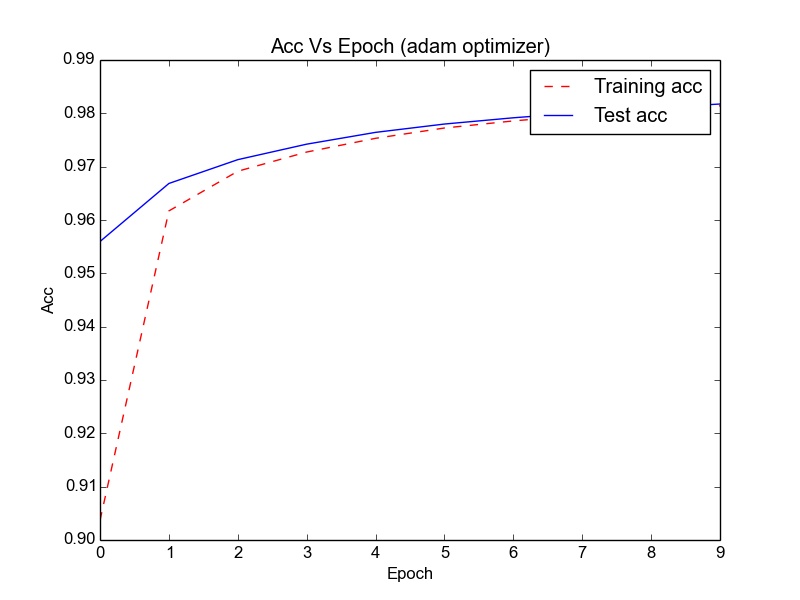 Acc Vs Epoch (adam optimizer)
0.99
0.98
0.97
0.96
0.95
0.94
0.93
0.92
0.91
0.90
Acc
Training acc
Test acc
0 1 2 3 4 5 6 7 8 9
Epoch